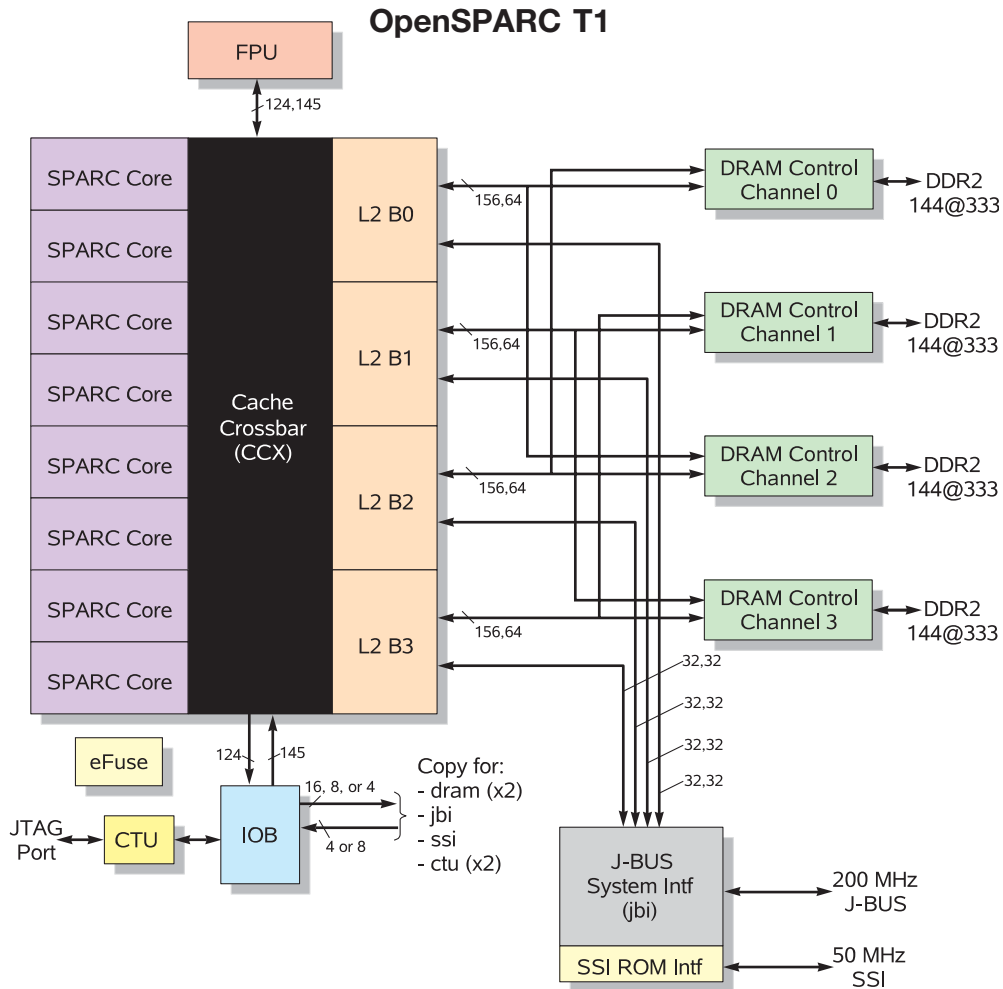 OpenSPARC T1
FPU
124,145
SPARC Core
SPARC Core
SPARC Core
SPARC Core
SPARC Core
SPARC Core
SPARC Core
SPARC Core
Cache
Crossbar
(CCX)
L2 B0
L2 B1
L2 B2
L2 B3
156,64
156,64
156,64
156,64
DRAM Control
Channel 0
DDR2
144@333
DRAM Control
Channel 1
DDR2
144@333
DRAM Control
Channel 2
DDR2
144@333
DRAM Control
Channel 3
DDR2
144@333
32,32
32,32
32,32
32,32
eFuse
124
145
JTAG
Port
CTU
IOB
16, 8, or 4
4 or 8
Copy for:
- dram (x2)
- jbi
- ssi
- ctu (x2)
J-BUS
System Intf
(jbi)
SSI ROM Intf
200 MHz
J-BUS
50 MHz
SSI